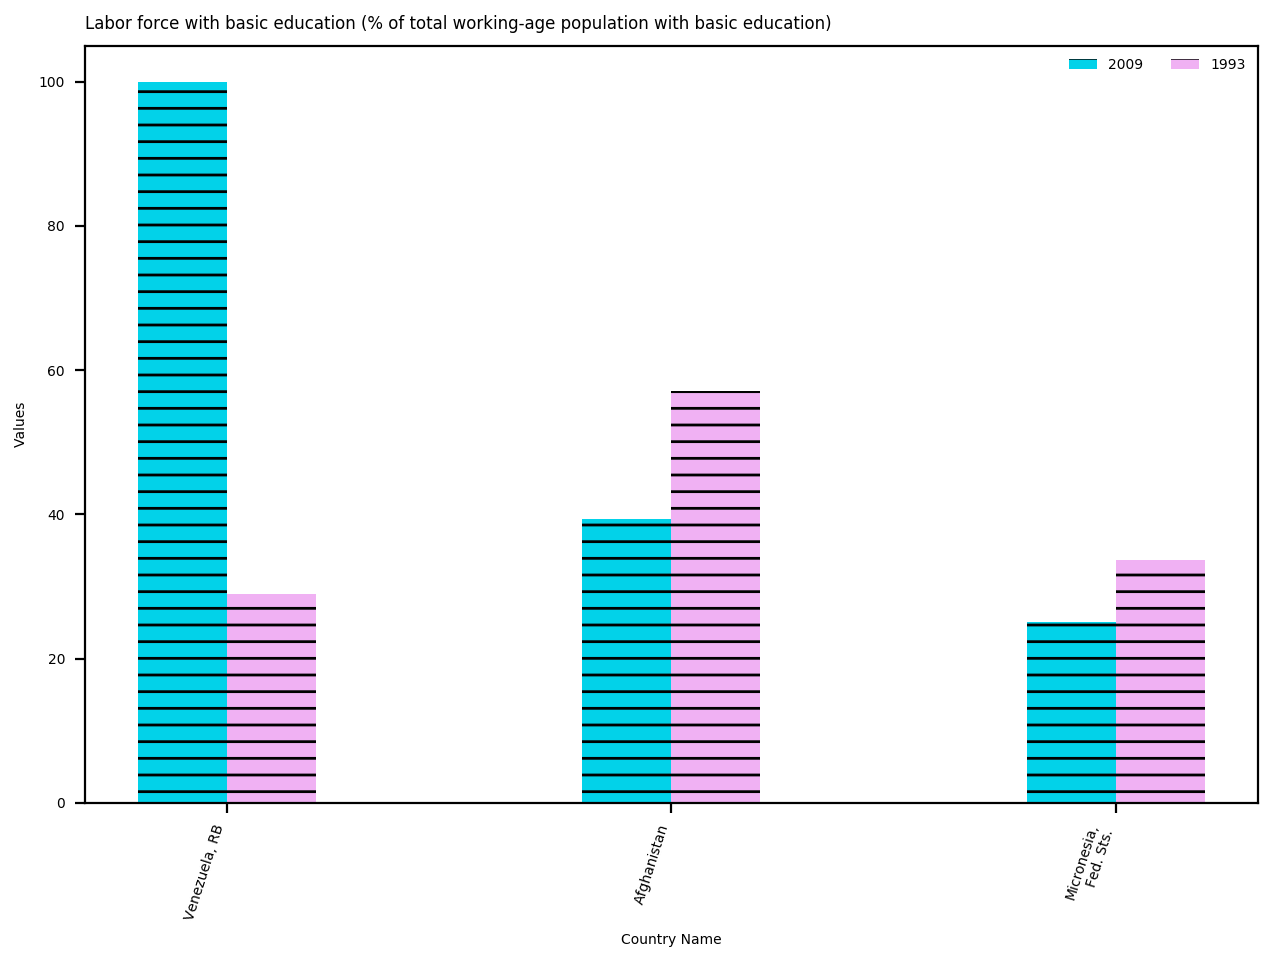 Labor force with basic education (% of total working-age population with basic education)
2009
1993
100
80
60
40
20
0
Values
Venezuela, RB
Afghanistan
Micronesia,
Fed. Sts.
Country Name